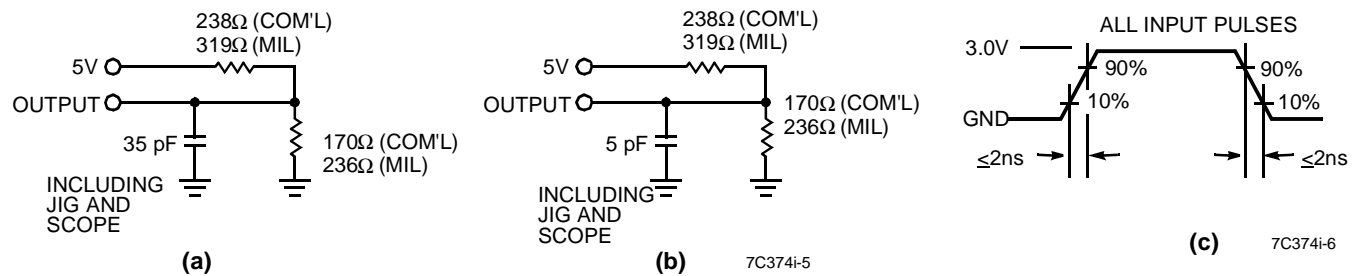 238Ω (COM'L)
319Ω (MIL)
5V
OUTPUT
35 pF
170Ω (COM'L)
236Ω (MIL)
INCLUDING
JIG AND
SCOPE
(a)
238Ω (COM'L)
319Ω (MIL)
5V
OUTPUT
5 pF
170Ω (COM'L)
236Ω (MIL)
INCLUDING
JIG AND
SCOPE
(b)
7C374i-5
ALL INPUT PULSES
3.0V
90%
10%
GND
90%
10%
≤2ns
≤2ns
(c)
7C374i-6